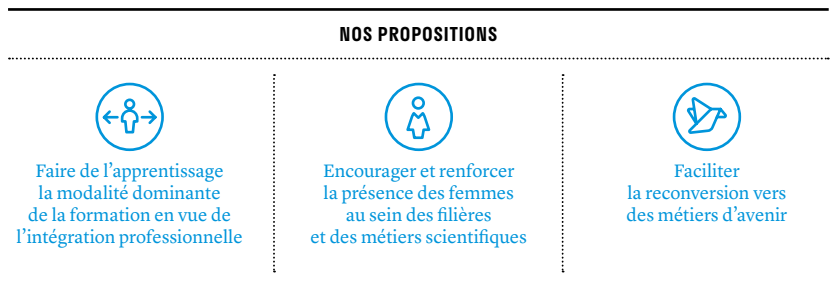 NOS PROPOSITIONS
Faire de l’apprentissage
la modalité dominante
de la formation en vue de
l’intégration professionnelle
Encourager et renforcer
la présence des femmes
au sein des filières
et des métiers scientifiques
Faciliter
la reconversion vers
des métiers d’avenir